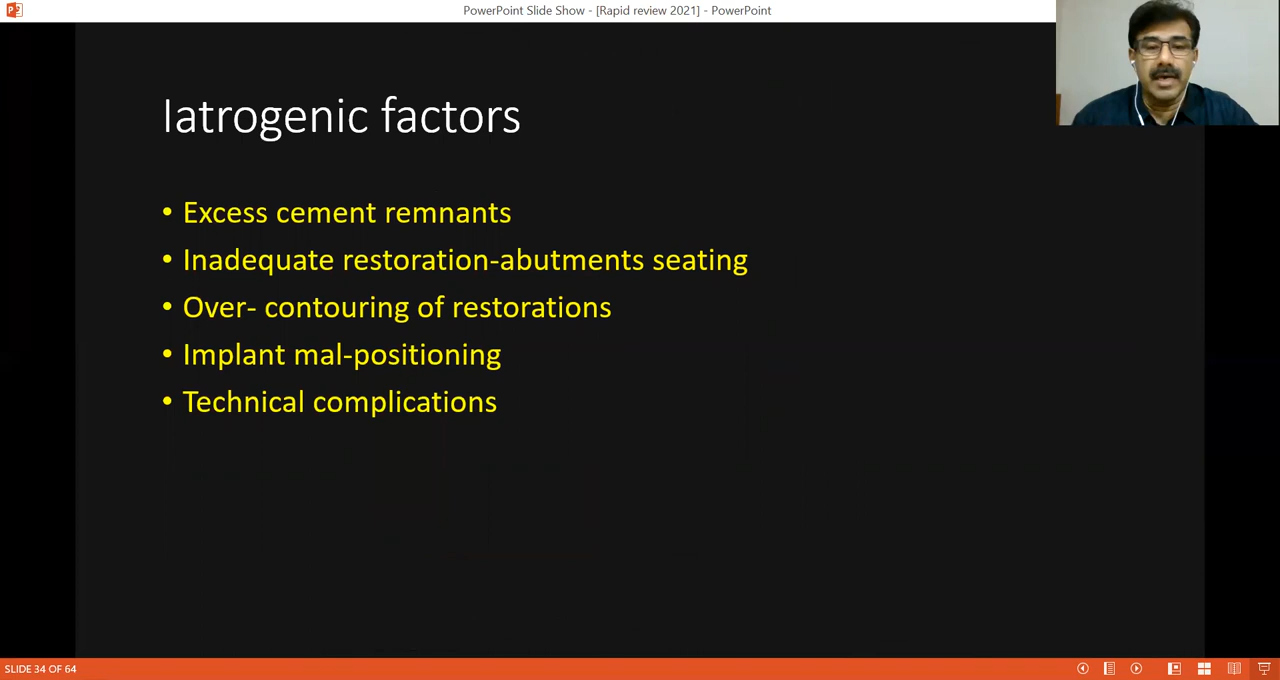 PowerPoint Slide Show - [Rapid review 2021] - PowerPoint
Iatrogenic factors
• Excess cement remnants
• Inadequate restoration-abutments seating
• Over- contouring of restorations
• Implant mal-positioning
• Technical complications
SLIDE 34 OF 64